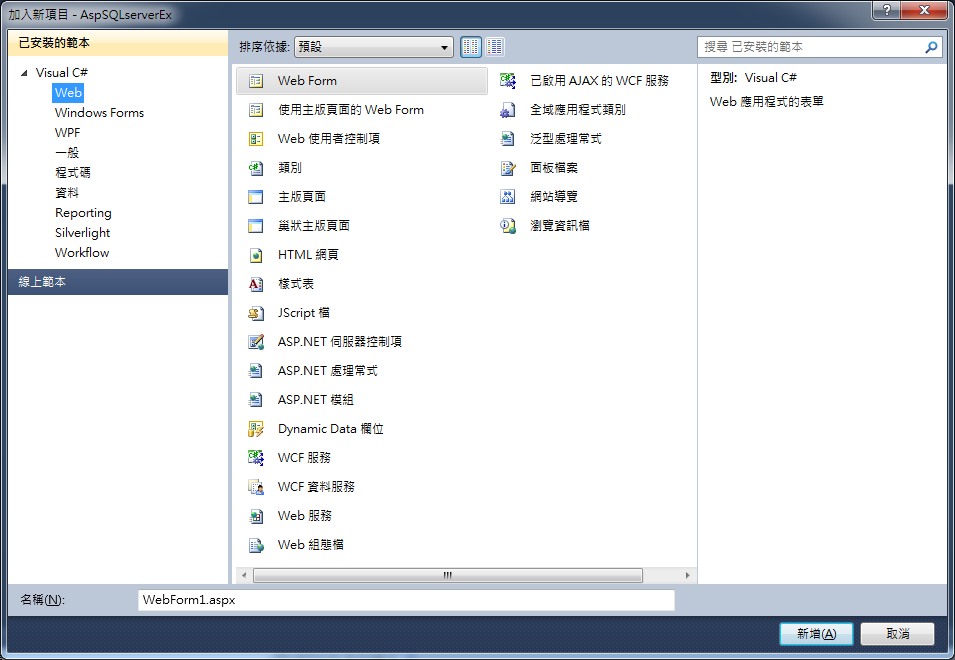 加入新項目 - AspSQLserverEx
已安裝的範本
Visual C#
Web
Windows Forms
WPF
一般
程式碼
資料
Reporting
Silverlight
Workflow
線上範本
排序依據: 預設
Web Form
使用主版頁面的 Web Form
Web 使用者控制項
類別
主版頁面
巢狀主版頁面
HTML 網頁
樣式表
JScript 檔
ASP.NET 伺服器控制項
ASP.NET 處理常式
ASP.NET 模組
Dynamic Data 欄位
WCF 服務
WCF 資料服務
Web 服務
Web 組態檔
已啟用 AJAX 的 WCF 服務
全域應用程式類別
泛型處理常式
面板檔案
網站導覽
瀏覽資訊檔
搜尋 已安裝的範本
型別: Visual C#
Web 應用程式的表單
名稱(N): WebForm1.aspx
新增(A) 取消